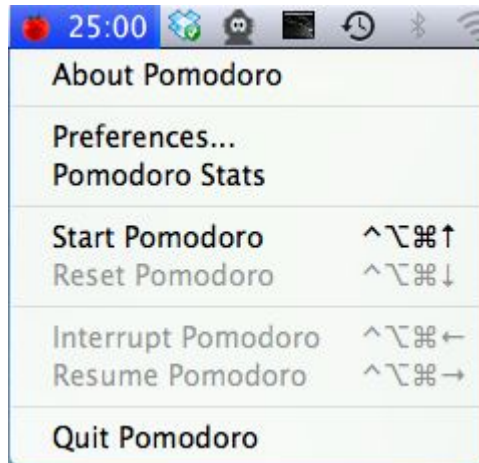 25:00
About Pomodoro
Preferences...
Pomodoro Stats
Start Pomodoro ^⌥⌘↑
Reset Pomodoro ^⌥⌘↓
Interrupt Pomodoro ^⌥⌘←
Resume Pomodoro ^⌥⌘→
Quit Pomodoro